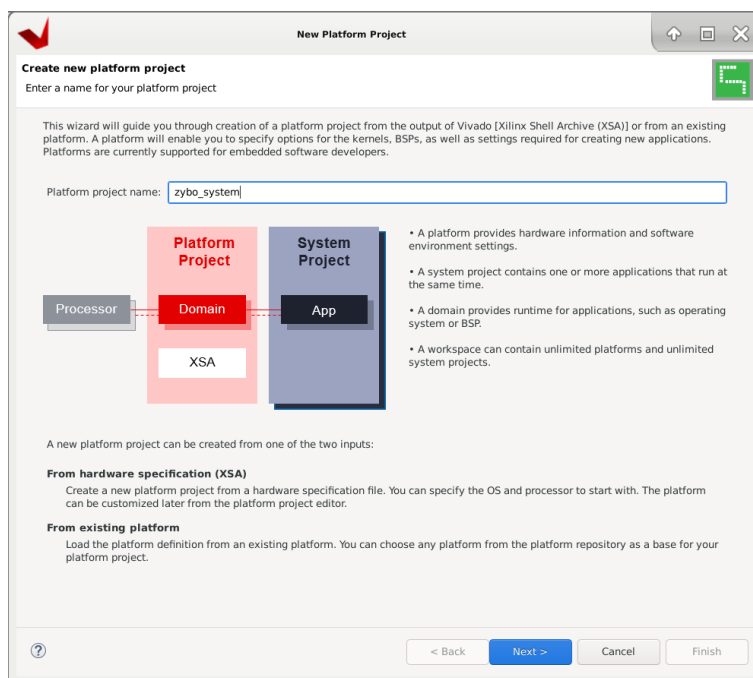 New Platform Project
Create new platform project
Enter a name for your platform project
This wizard will guide you through creation of a platform project from the output of Vivado [Xilinx Shell Archive (XSA)] or from an existing
platform. A platform will enable you to specify options for the kernels, BSPs, as well as settings required for creating new applications.
Platforms are currently supported for embedded software developers.
Platform project name: zybo_system
Platform
Project
System
Project
Processor
Domain
App
XSA
• A platform provides hardware information and software
environment settings.
• A system project contains one or more applications that run at
the same time.
• A domain provides runtime for applications, such as operating
system or BSP.
• A workspace can contain unlimited platforms and unlimited
system projects.
A new platform project can be created from one of the two inputs:
From hardware specification (XSA)
Create a new platform project from a hardware specification file. You can specify the OS and processor to start with. The platform
can be customized later from the platform project editor.
From existing platform
Load the platform definition from an existing platform. You can choose any platform from the platform repository as a base for your
platform project.
?
< Back
Next >
Cancel
Finish